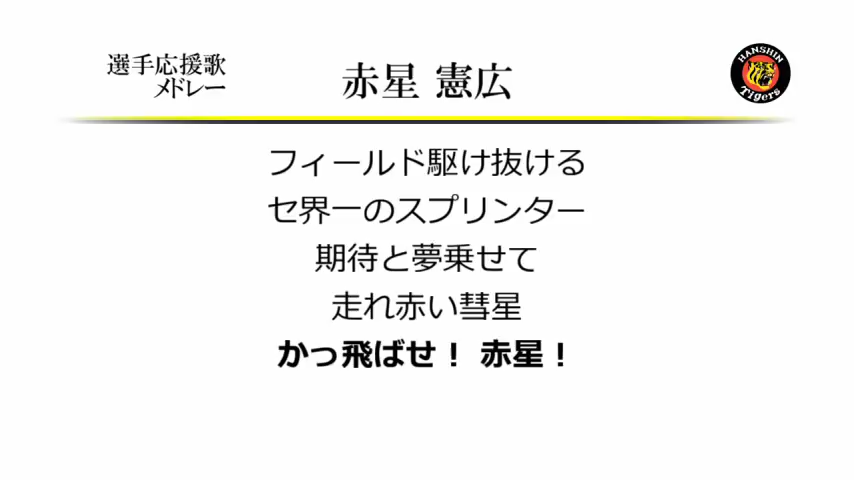 選手応援歌
メドレー
赤星 憲広
HANSHIN
Tigers
フィールド駆け抜ける
セ界一のスプリンター
期待と夢乗せて
走れ赤い彗星
かっ飛ばせ！ 赤星！